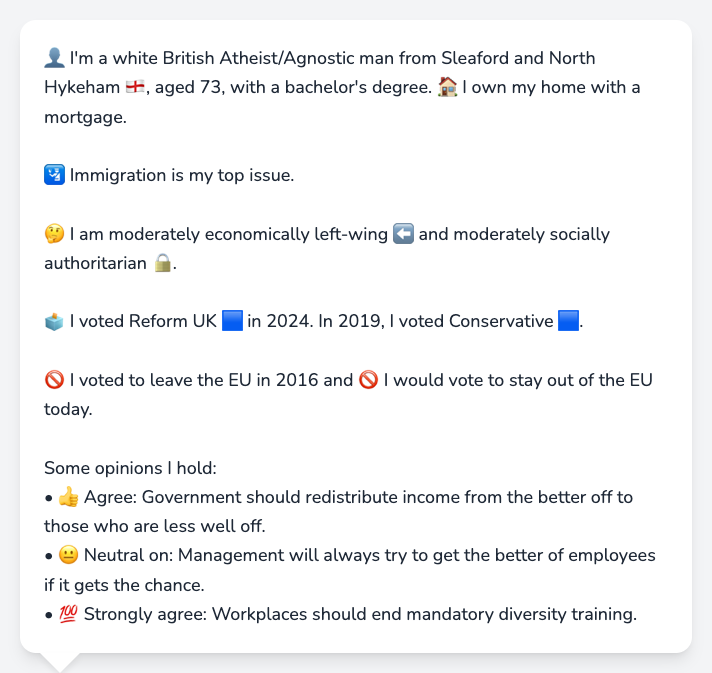 👤 I'm a white British Atheist/Agnostic man from Sleaford and North
Hykeham 🏴󠁧󠁢󠁥󠁮󠁧󠁿, aged 73, with a bachelor's degree. 🏠 I own my home with a
mortgage.
🛂 Immigration is my top issue.
🤔 I am moderately economically left-wing ⬅️ and moderately socially
authoritarian 🔒.
🗳️ I voted Reform UK 🟦 in 2024. In 2019, I voted Conservative 🟦.
🚫 I voted to leave the EU in 2016 and 🚫 I would vote to stay out of the EU
today.
Some opinions I hold:
• 👍 Agree: Government should redistribute income from the better off to
those who are less well off.
• 😐 Neutral on: Management will always try to get the better of employees
if it gets the chance.
• 💯 Strongly agree: Workplaces should end mandatory diversity training.